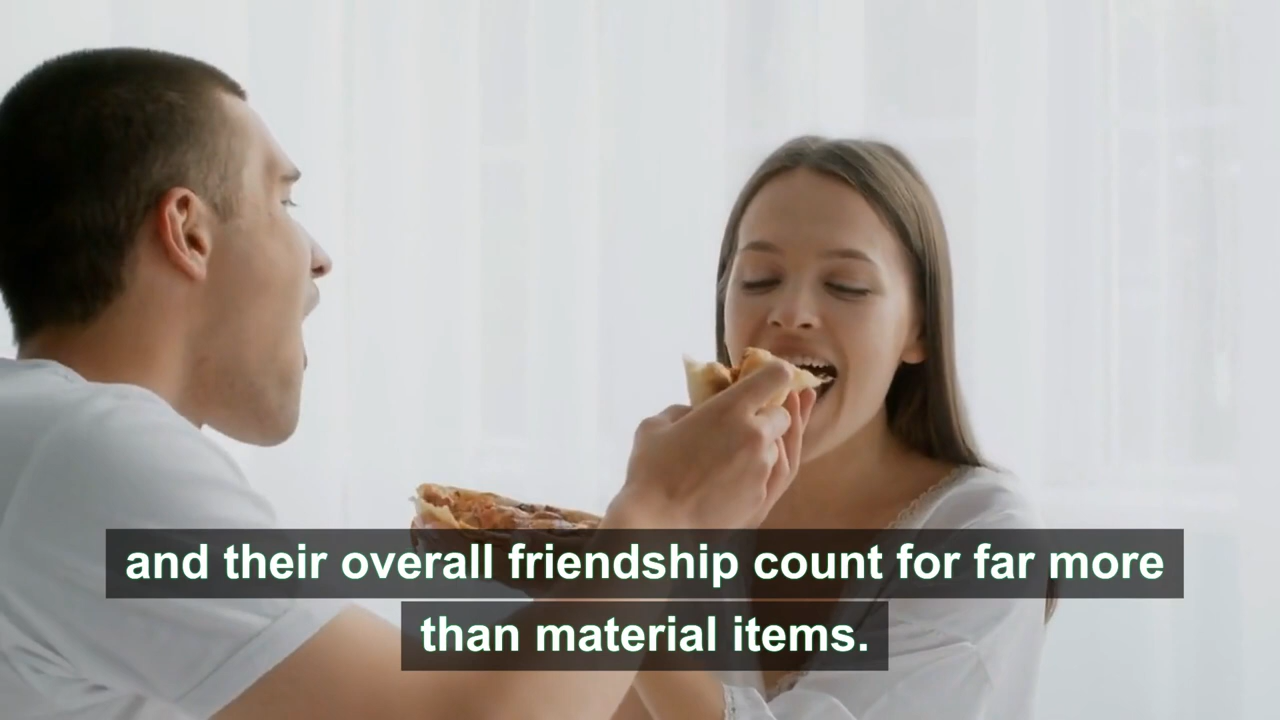 and their overall friendship count for far more
than material items.